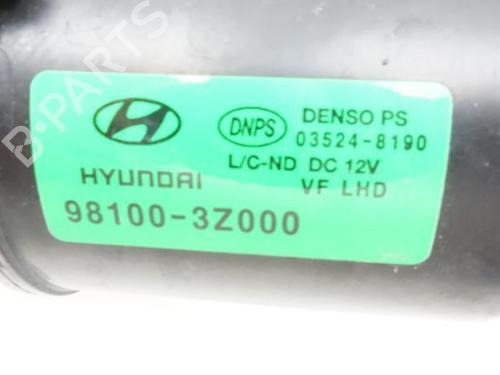 DNPS
DENSO PS
03524-8190
L/C-ND DC 12V
VF LHD
HYUNDAI
98100-3Z000
B-PARTS